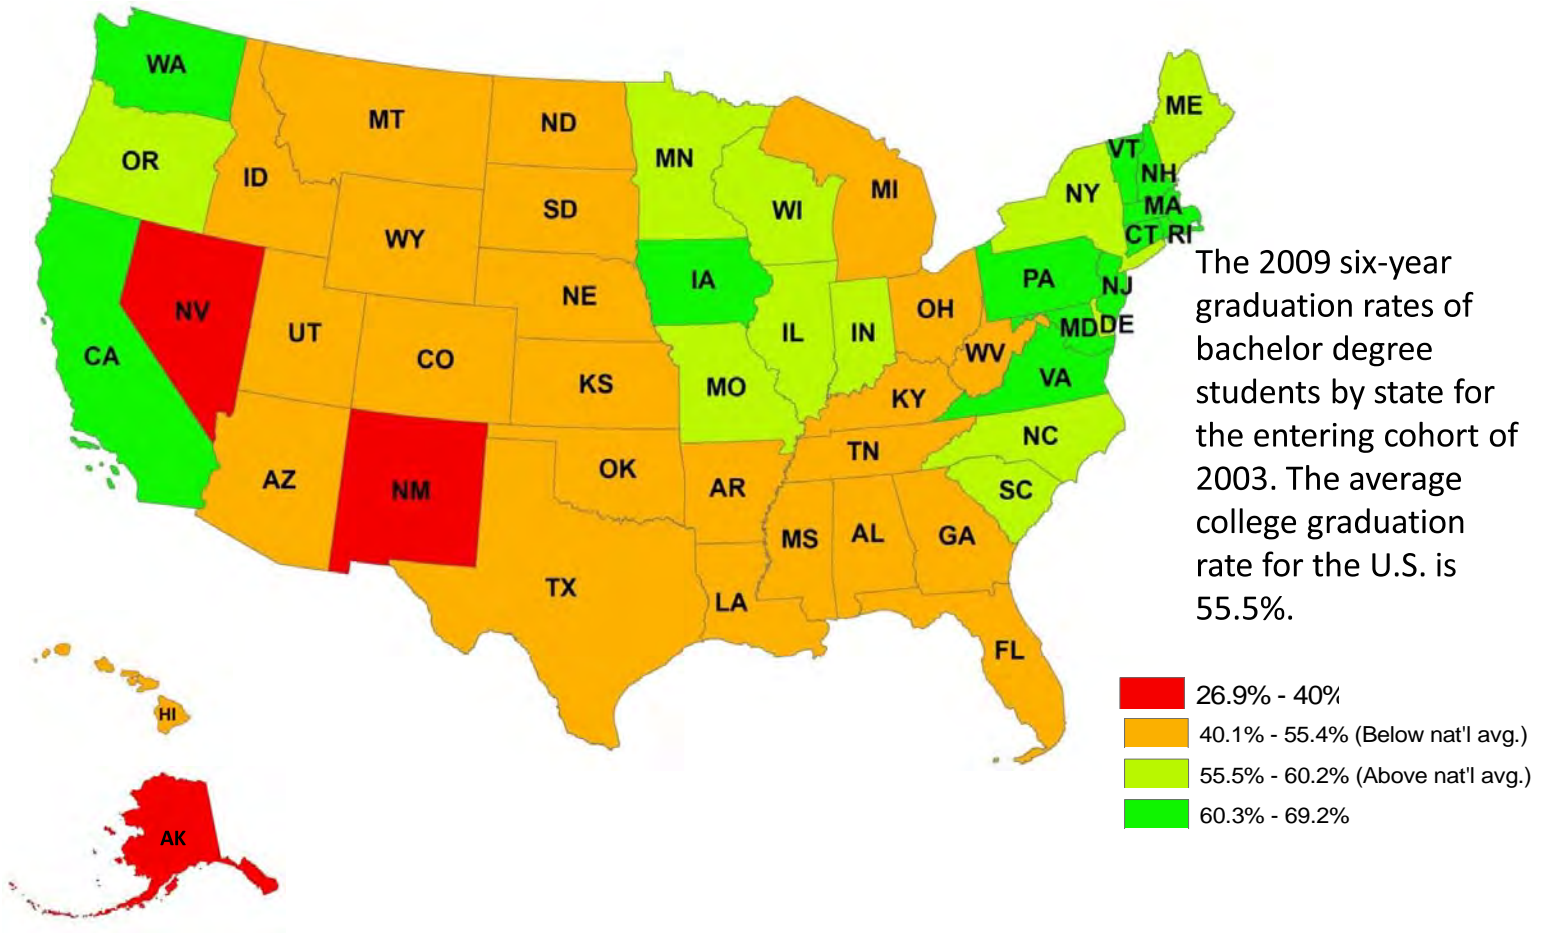 WA
MT
ND
MN
ME
VT
NH
OR
ID
SD
WI
MI
NY
MA
WY
CT RI
IA
PA
NJ
NE
NV
UT
OH
IL
IN
MD DE
CA
CO
WV
KS
MO
VA
KY
NC
TN
AZ
NM
OK
AR
SC
MS
AL
GA
TX
LA
FL
HI
AK
The 2009 six-year
graduation rates of
bachelor degree
students by state for
the entering cohort of
2003. The average
college graduation
rate for the U.S. is
55.5%.
26.9% - 40%
40.1% - 55.4% (Below nat'l avg.)
55.5% - 60.2% (Above nat'l avg.)
60.3% - 69.2%